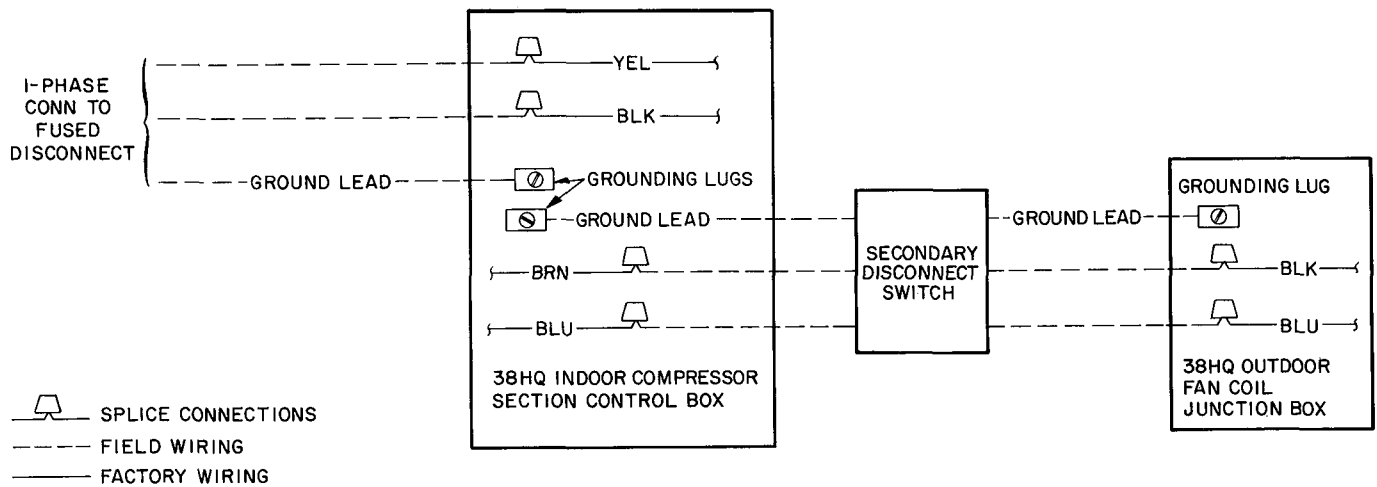 1-PHASE
CONN TO
FUSED
DISCONNECT
YEL
BLK
GROUND LEAD
GROUNDING LUGS
GROUND LEAD
BRN
BLU
38HQ INDOOR COMPRESSOR
SECTION CONTROL BOX
SECONDARY
DISCONNECT
SWITCH
GROUND LEAD
GROUNDING LUG
BLK
BLU
38HQ OUTDOOR
FAN COIL
JUNCTION BOX
SPLICE CONNECTIONS
FIELD WIRING
FACTORY WIRING